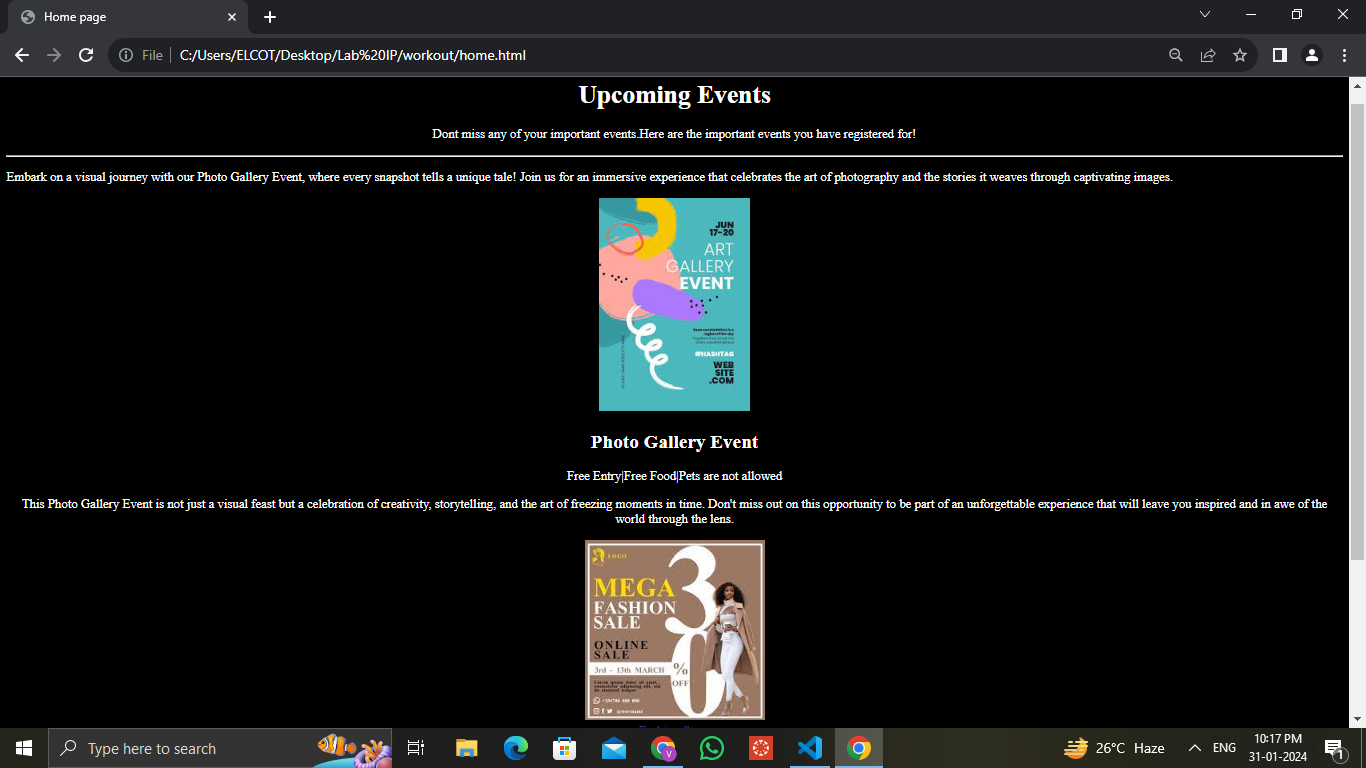 Home page
File
C:/Users/ELCOT/Desktop/Lab%20IP/workout/home.html
Upcoming Events
Dont miss any of your important events.Here are the important events you have registered for!
Embark on a visual journey with our Photo Gallery Event, where every snapshot tells a unique tale! Join us for an immersive experience that celebrates the art of photography and the stories it weaves through captivating images.
JUN
17-20
ART
GALLERY
EVENT
#HASHTAG
WEB
SITE
.COM
Photo Gallery Event
Free Entry|Free Food|Pets are not allowed
This Photo Gallery Event is not just a visual feast but a celebration of creativity, storytelling, and the art of freezing moments in time. Don't miss out on this opportunity to be part of an unforgettable experience that will leave you inspired and in awe of the
world through the lens.
LOGO
30
MEGA
FASHION
SALE
ONLINE
SALE
3rd - 13th MARCH
%
OFF
Type here to search
V
26°C Haze
ENG
10:17 PM
31-01-2024
1